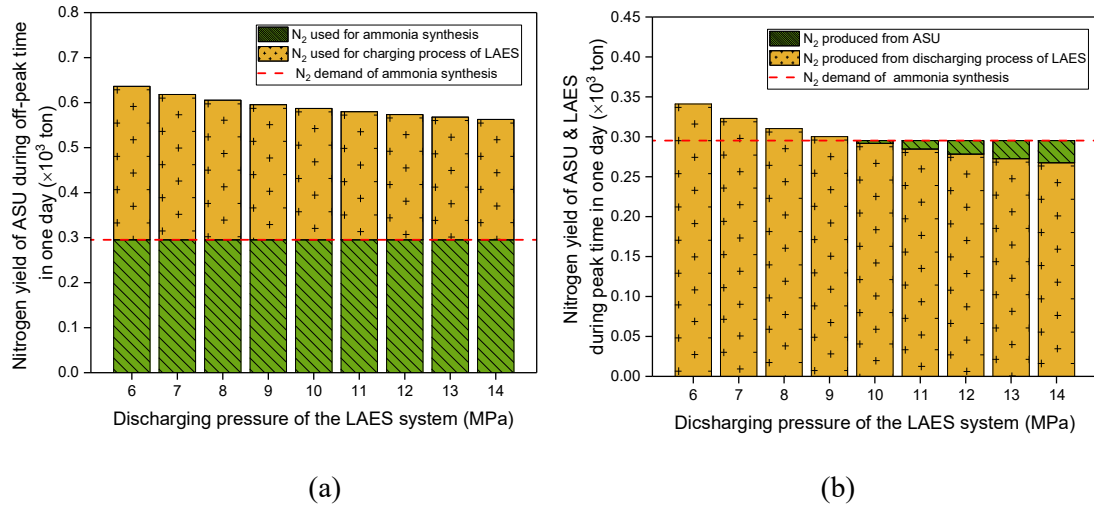 0.8
0.7
0.6
0.5
0.4
0.3
0.2
0.1
0.0
Nitrogen yield of ASU during off-peak time
in one day (×10³ ton)
N₂ used for ammonia synthesis
N₂ used for charging process of LAES
N₂ demand of ammonia synthesis
6 7 8 9 10 11 12 13 14
Discharging pressure of the LAES system (MPa)
(a)
0.45
0.40
0.35
0.30
0.25
0.20
0.15
0.10
0.05
0.00
Nitrogen yield of ASU & LAES
during peak time in one day (×10³ ton)
N₂ produced from ASU
N₂ produced from discharging process of LAES
N₂ demand of ammonia synthesis
6 7 8 9 10 11 12 13 14
Dicsharging pressure of the LAES system (MPa)
(b)